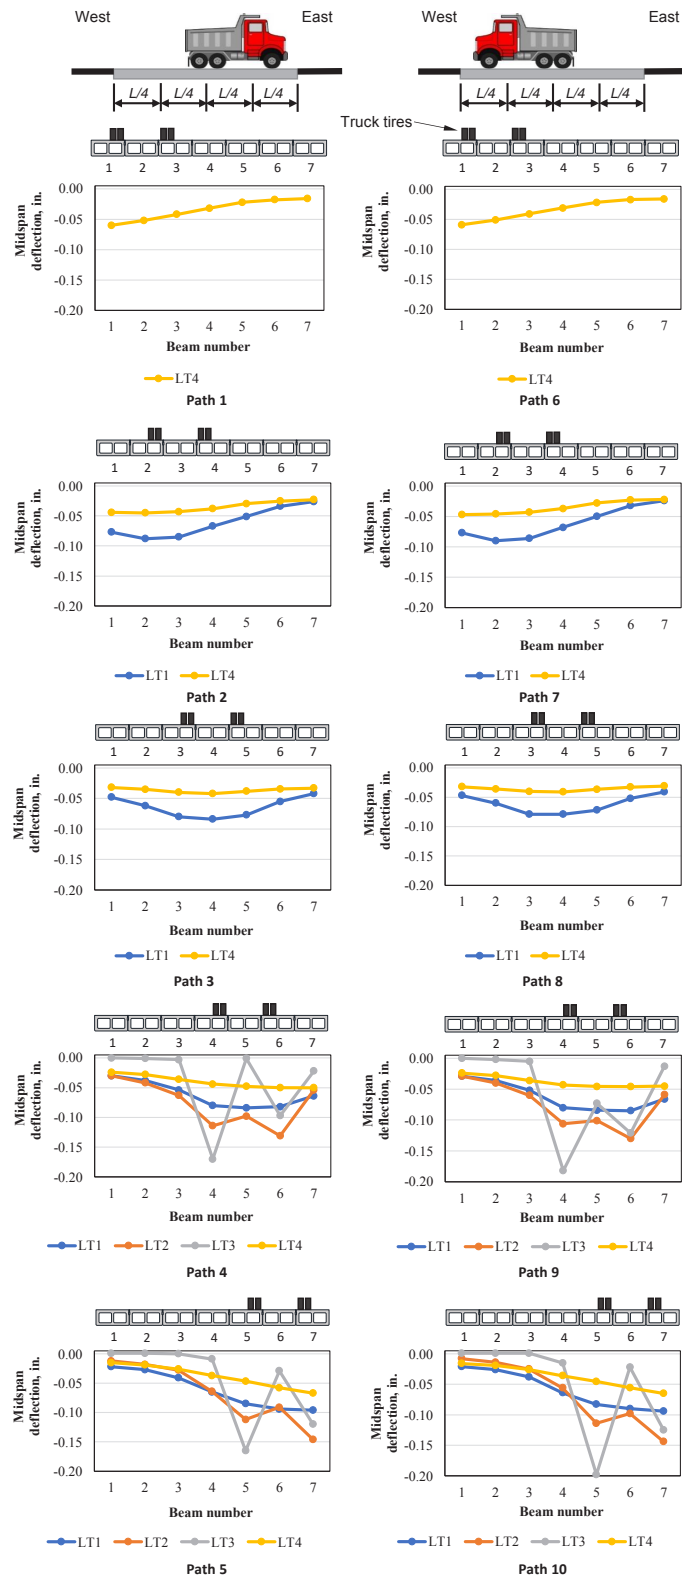 West East West East
L/4 L/4 L/4 L/4 L/4 L/4 L/4 L/4
Truck tires
1 2 3 4 5 6 7 1 2 3 4 5 6 7
Midspan deflection, in.
0.00
-0.05
-0.10
-0.15
-0.20
1 2 3 4 5 6 7
Beam number
LT4
Path 1
Midspan deflection, in.
0.00
-0.05
-0.10
-0.15
-0.20
1 2 3 4 5 6 7
Beam number
LT4
Path 6
1 2 3 4 5 6 7
Midspan deflection, in.
0.00
-0.05
-0.10
-0.15
-0.20
1 2 3 4 5 6 7
Beam number
LT1 LT4
Path 2
1 2 3 4 5 6 7
Midspan deflection, in.
0.00
-0.05
-0.10
-0.15
-0.20
1 2 3 4 5 6 7
Beam number
LT1 LT4
Path 7
1 2 3 4 5 6 7
Midspan deflection, in.
0.00
-0.05
-0.10
-0.15
-0.20
1 2 3 4 5 6 7
Beam number
LT1 LT4
Path 3
1 2 3 4 5 6 7
Midspan deflection, in.
0.00
-0.05
-0.10
-0.15
-0.20
1 2 3 4 5 6 7
Beam number
LT1 LT4
Path 8
1 2 3 4 5 6 7
Midspan deflection, in.
0.00
-0.05
-0.10
-0.15
-0.20
1 2 3 4 5 6 7
Beam number
LT1 LT2 LT3 LT4
Path 4
1 2 3 4 5 6 7
Midspan deflection, in.
0.00
-0.05
-0.10
-0.15
-0.20
1 2 3 4 5 6 7
Beam number
LT1 LT2 LT3 LT4
Path 9
1 2 3 4 5 6 7
Midspan deflection, in.
0.00
-0.05
-0.10
-0.15
-0.20
1 2 3 4 5 6 7
Beam number
LT1 LT2 LT3 LT4
Path 5
1 2 3 4 5 6 7
Midspan deflection, in.
0.00
-0.05
-0.10
-0.15
-0.20
1 2 3 4 5 6 7
Beam number
LT1 LT2 LT3 LT4
Path 10